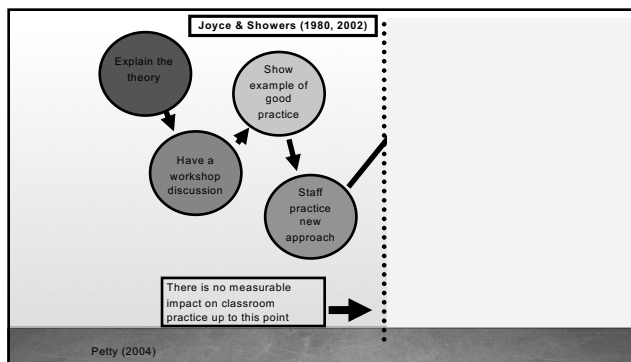 Joyce & Showers (1980, 2002)
Explain the
theory
Have a
workshop
discussion
Show
example of
good
practice
Staff
practice
new
approach
There is no measurable
impact on classroom
practice up to this point
Petty (2004)